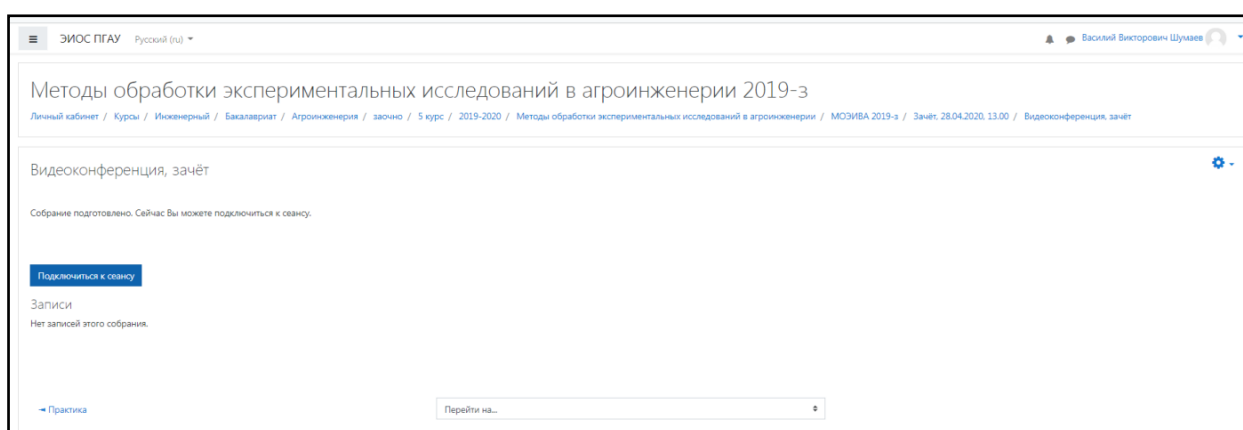 ЭИОС ПГАУ Русский (ru)
Василий Викторович Шумаев
Методы обработки экспериментальных исследований в агроинженерии 2019-з
Личный кабинет / Курсы / Инженерный / Бакалавриат / Агроинженерия / заочно / 5 курс / 2019-2020 / Методы обработки экспериментальных исследований в агроинженерии / МОЭИВА 2019-з / Зачёт, 28.04.2020, 13.00 / Видеоконференция, зачёт
Видеоконференция, зачёт
Собрание подготовлено. Сейчас Вы можете подключиться к сеансу.
Подключиться к сеансу
Записи
Нет записей этого собрания.
◄ Практика
Перейти на...